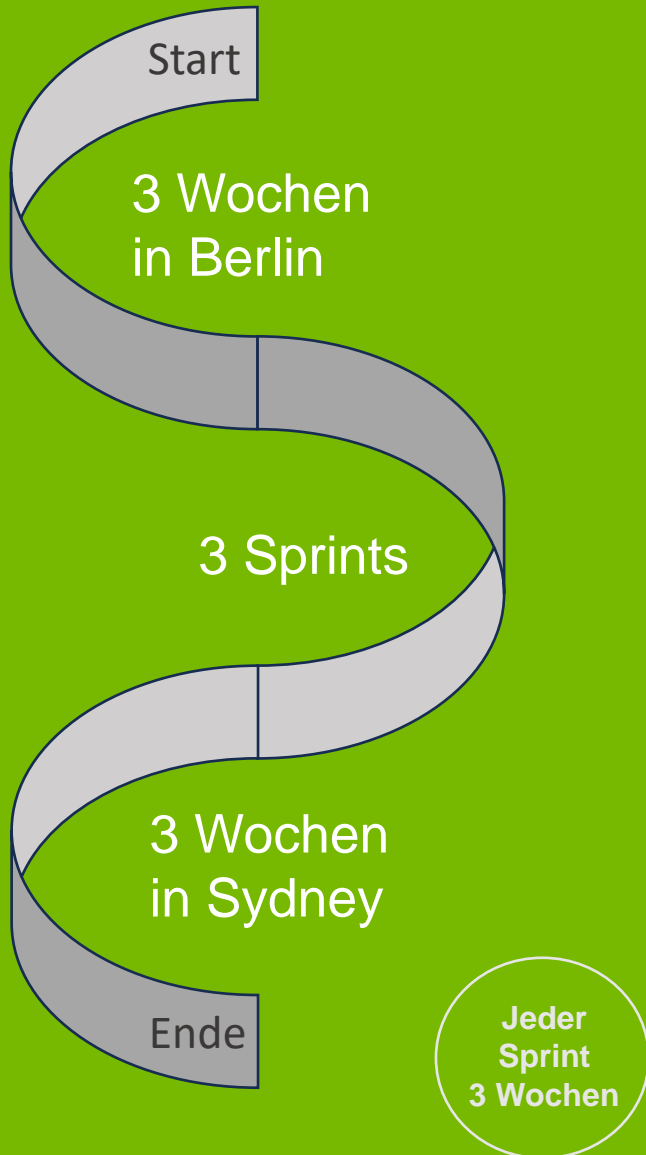 Start
3 Wochen
in Berlin
3 Sprints
3 Wochen
in Sydney
Ende
Jeder
Sprint
3 Wochen